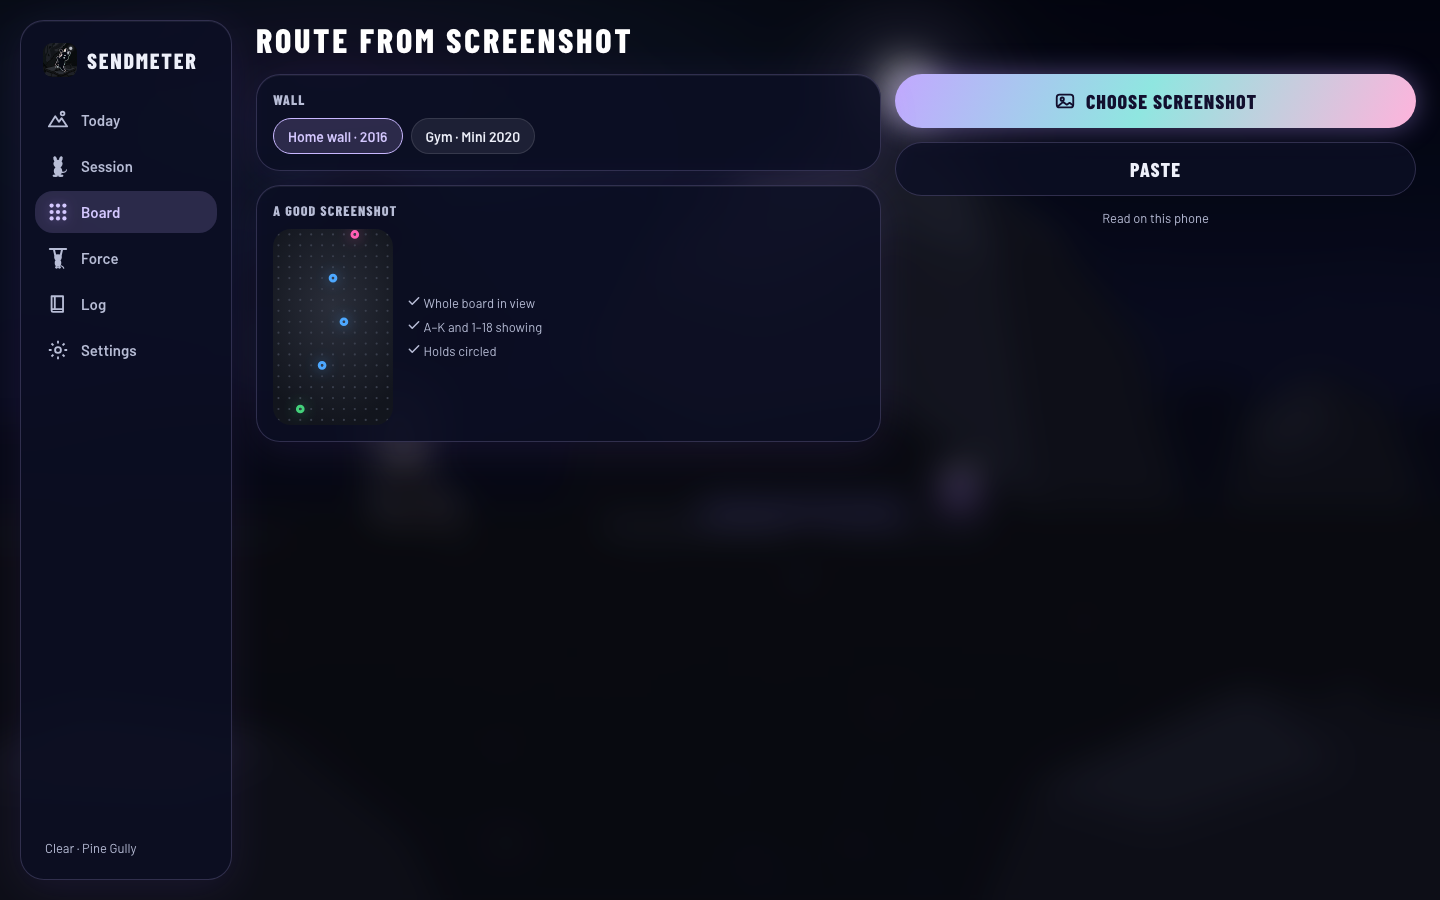 SENDMETER
Today
Session
Board
Force
Log
Settings
Clear · Pine Gully
ROUTE FROM SCREENSHOT
WALL
Home wall · 2016
Gym · Mini 2020
A GOOD SCREENSHOT
Whole board in view
A–K and 1–18 showing
Holds circled
CHOOSE SCREENSHOT
PASTE
Read on this phone